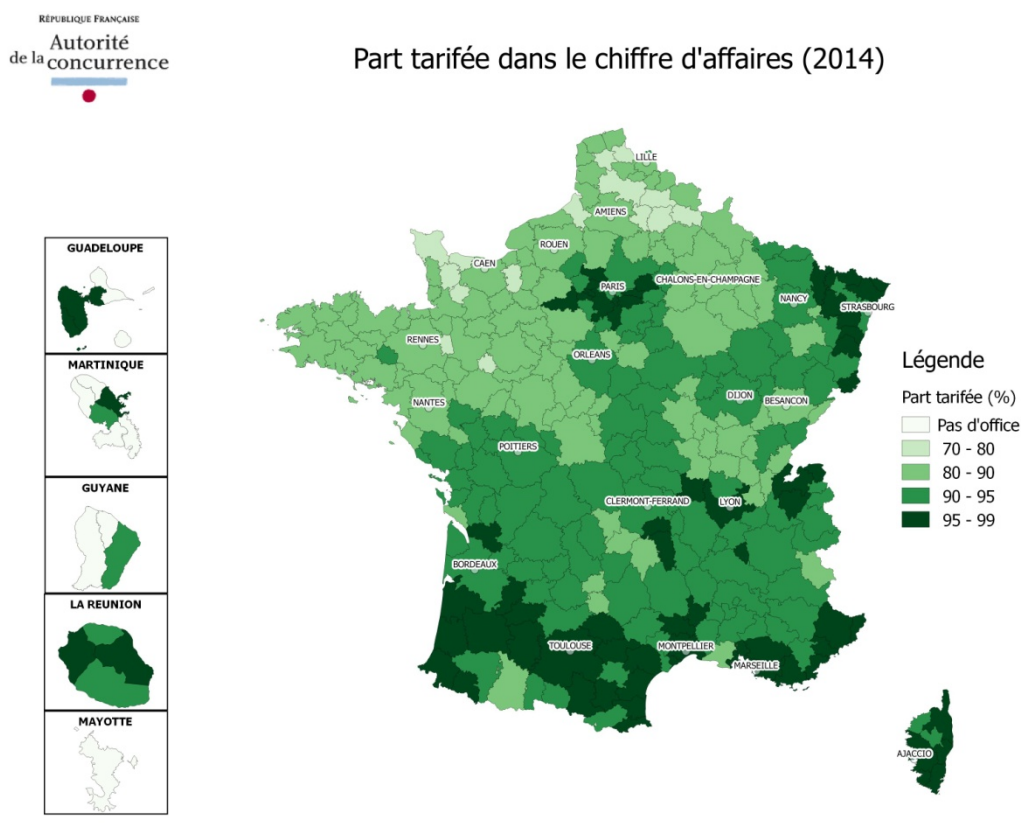 RÉPUBLIQUE FRANÇAISE
Autorité
de la concurrence
Part tarifée dans le chiffre d'affaires (2014)
GUADELOUPE
MARTINIQUE
GUYANE
LA REUNION
MAYOTTE
LILLE
AMIENS
ROUEN
CAEN
PARIS
CHALONS-EN-CHAMPAGNE
NANCY
STRASBOURG
RENNES
ORLEANS
NANTES
DIJON
BESANCON
POITIERS
CLERMONT-FERRAND
LYON
BORDEAUX
TOULOUSE
MONTPELLIER
MARSEILLE
AJACCIO
Légende
Part tarifée (%)
Pas d'office
70 - 80
80 - 90
90 - 95
95 - 99